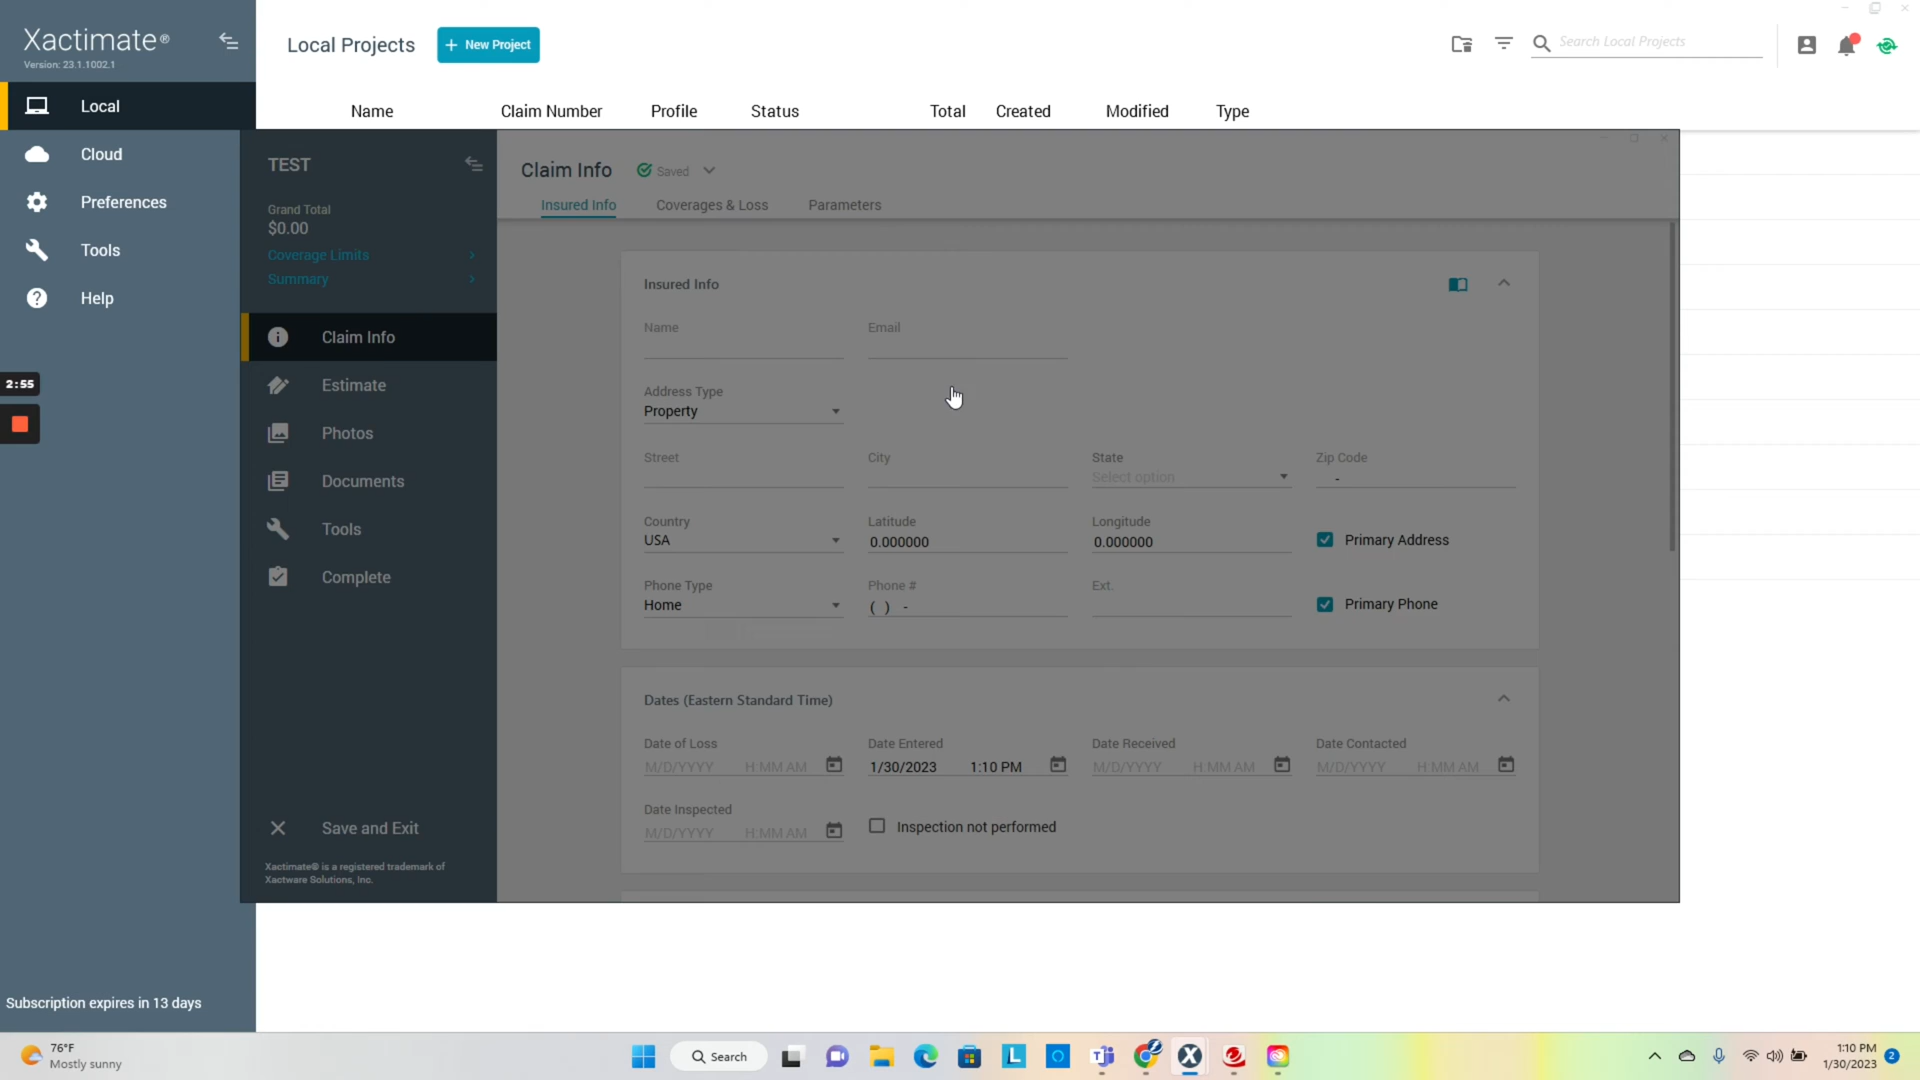 Xactimate®
Version: 23.1.1002.1
Local Projects
+ New Project
Search Local Projects
Local
Cloud
Preferences
Tools
Help
Name Claim Number Profile Status Total Created Modified Type
TEST
Grand Total
$0.00
Coverage Limits
Summary
Claim Info
Estimate
Photos
Documents
Tools
Complete
Save and Exit
Xactimate® is a registered trademark of
Xactware Solutions, Inc.
Claim Info Saved
Insured Info Coverages & Loss Parameters
Insured Info
Name Email
Address Type
Property
Street City State Zip Code
Select option -
Country Latitude Longitude
USA 0.000000 0.000000 Primary Address
Phone Type Phone # Ext.
Home ( ) - Primary Phone
Dates (Eastern Standard Time)
Date of Loss Date Entered Date Received Date Contacted
M/D/YYYY H:MM AM 1/30/2023 1:10 PM M/D/YYYY H:MM AM M/D/YYYY H:MM AM
Date Inspected
M/D/YYYY H:MM AM Inspection not performed
2:55
Subscription expires in 13 days
76°F
Mostly sunny
Search
L
1:10 PM
1/30/2023
2